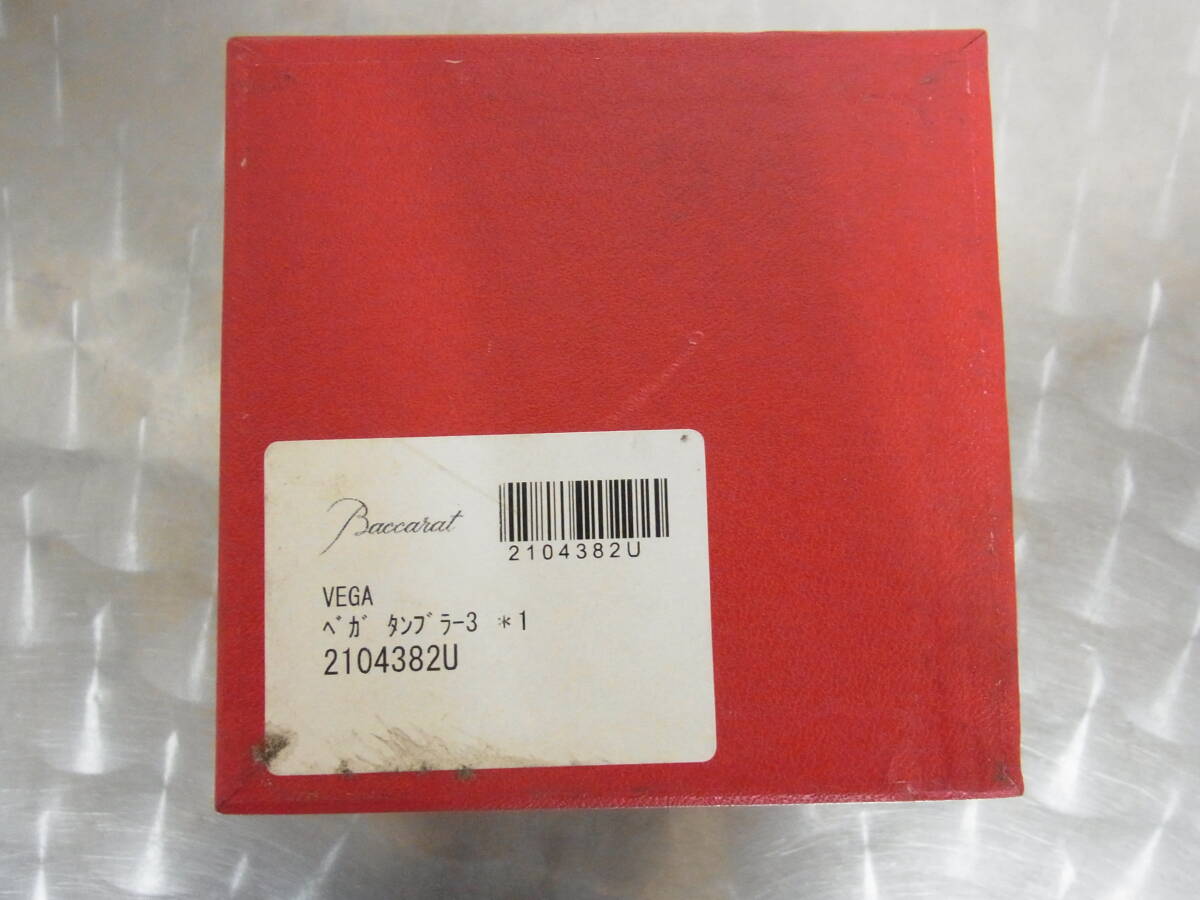 Baccarat
2104382U
VEGA
ﾍﾞｶﾞ ﾀﾝﾌﾞﾗｰ3 *1
2104382U